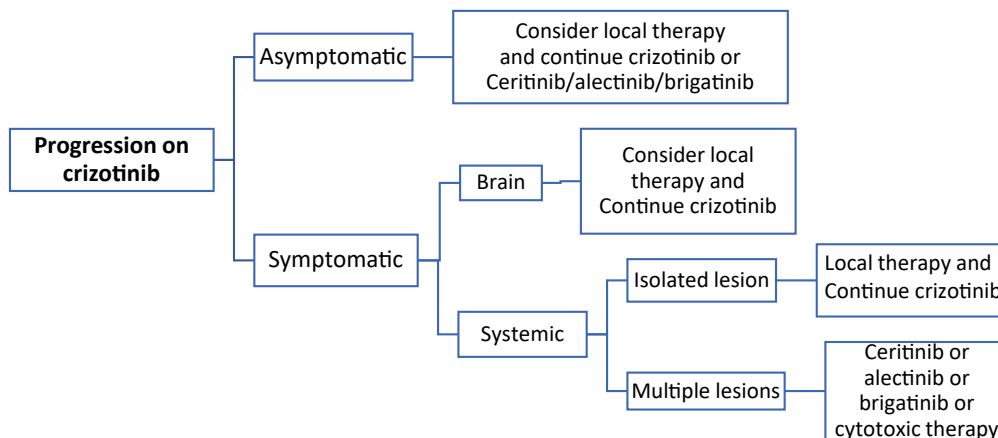 Progression on
crizotinib
Asymptomatic
Consider local therapy
and continue crizotinib or
Ceritinib/alectinib/brigatinib
Symptomatic
Brain
Consider local
therapy and
Continue crizotinib
Systemic
Isolated lesion
Local therapy and
Continue crizotinib
Multiple lesions
Ceritinib or
alectinib or
brigatinib or
cytotoxic therapy